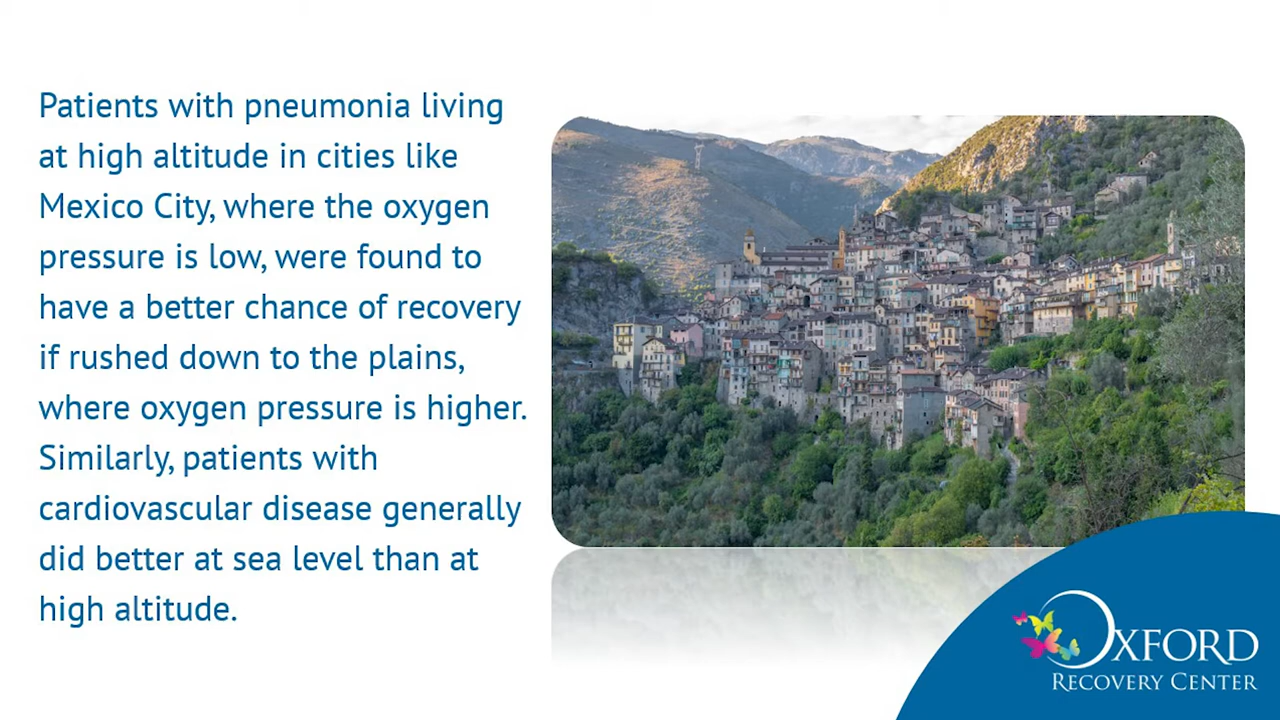 Patients with pneumonia living
at high altitude in cities like
Mexico City, where the oxygen
pressure is low, were found to
have a better chance of recovery
if rushed down to the plains,
where oxygen pressure is higher.
Similarly, patients with
cardiovascular disease generally
did better at sea level than at
high altitude.
OXFORD
RECOVERY CENTER